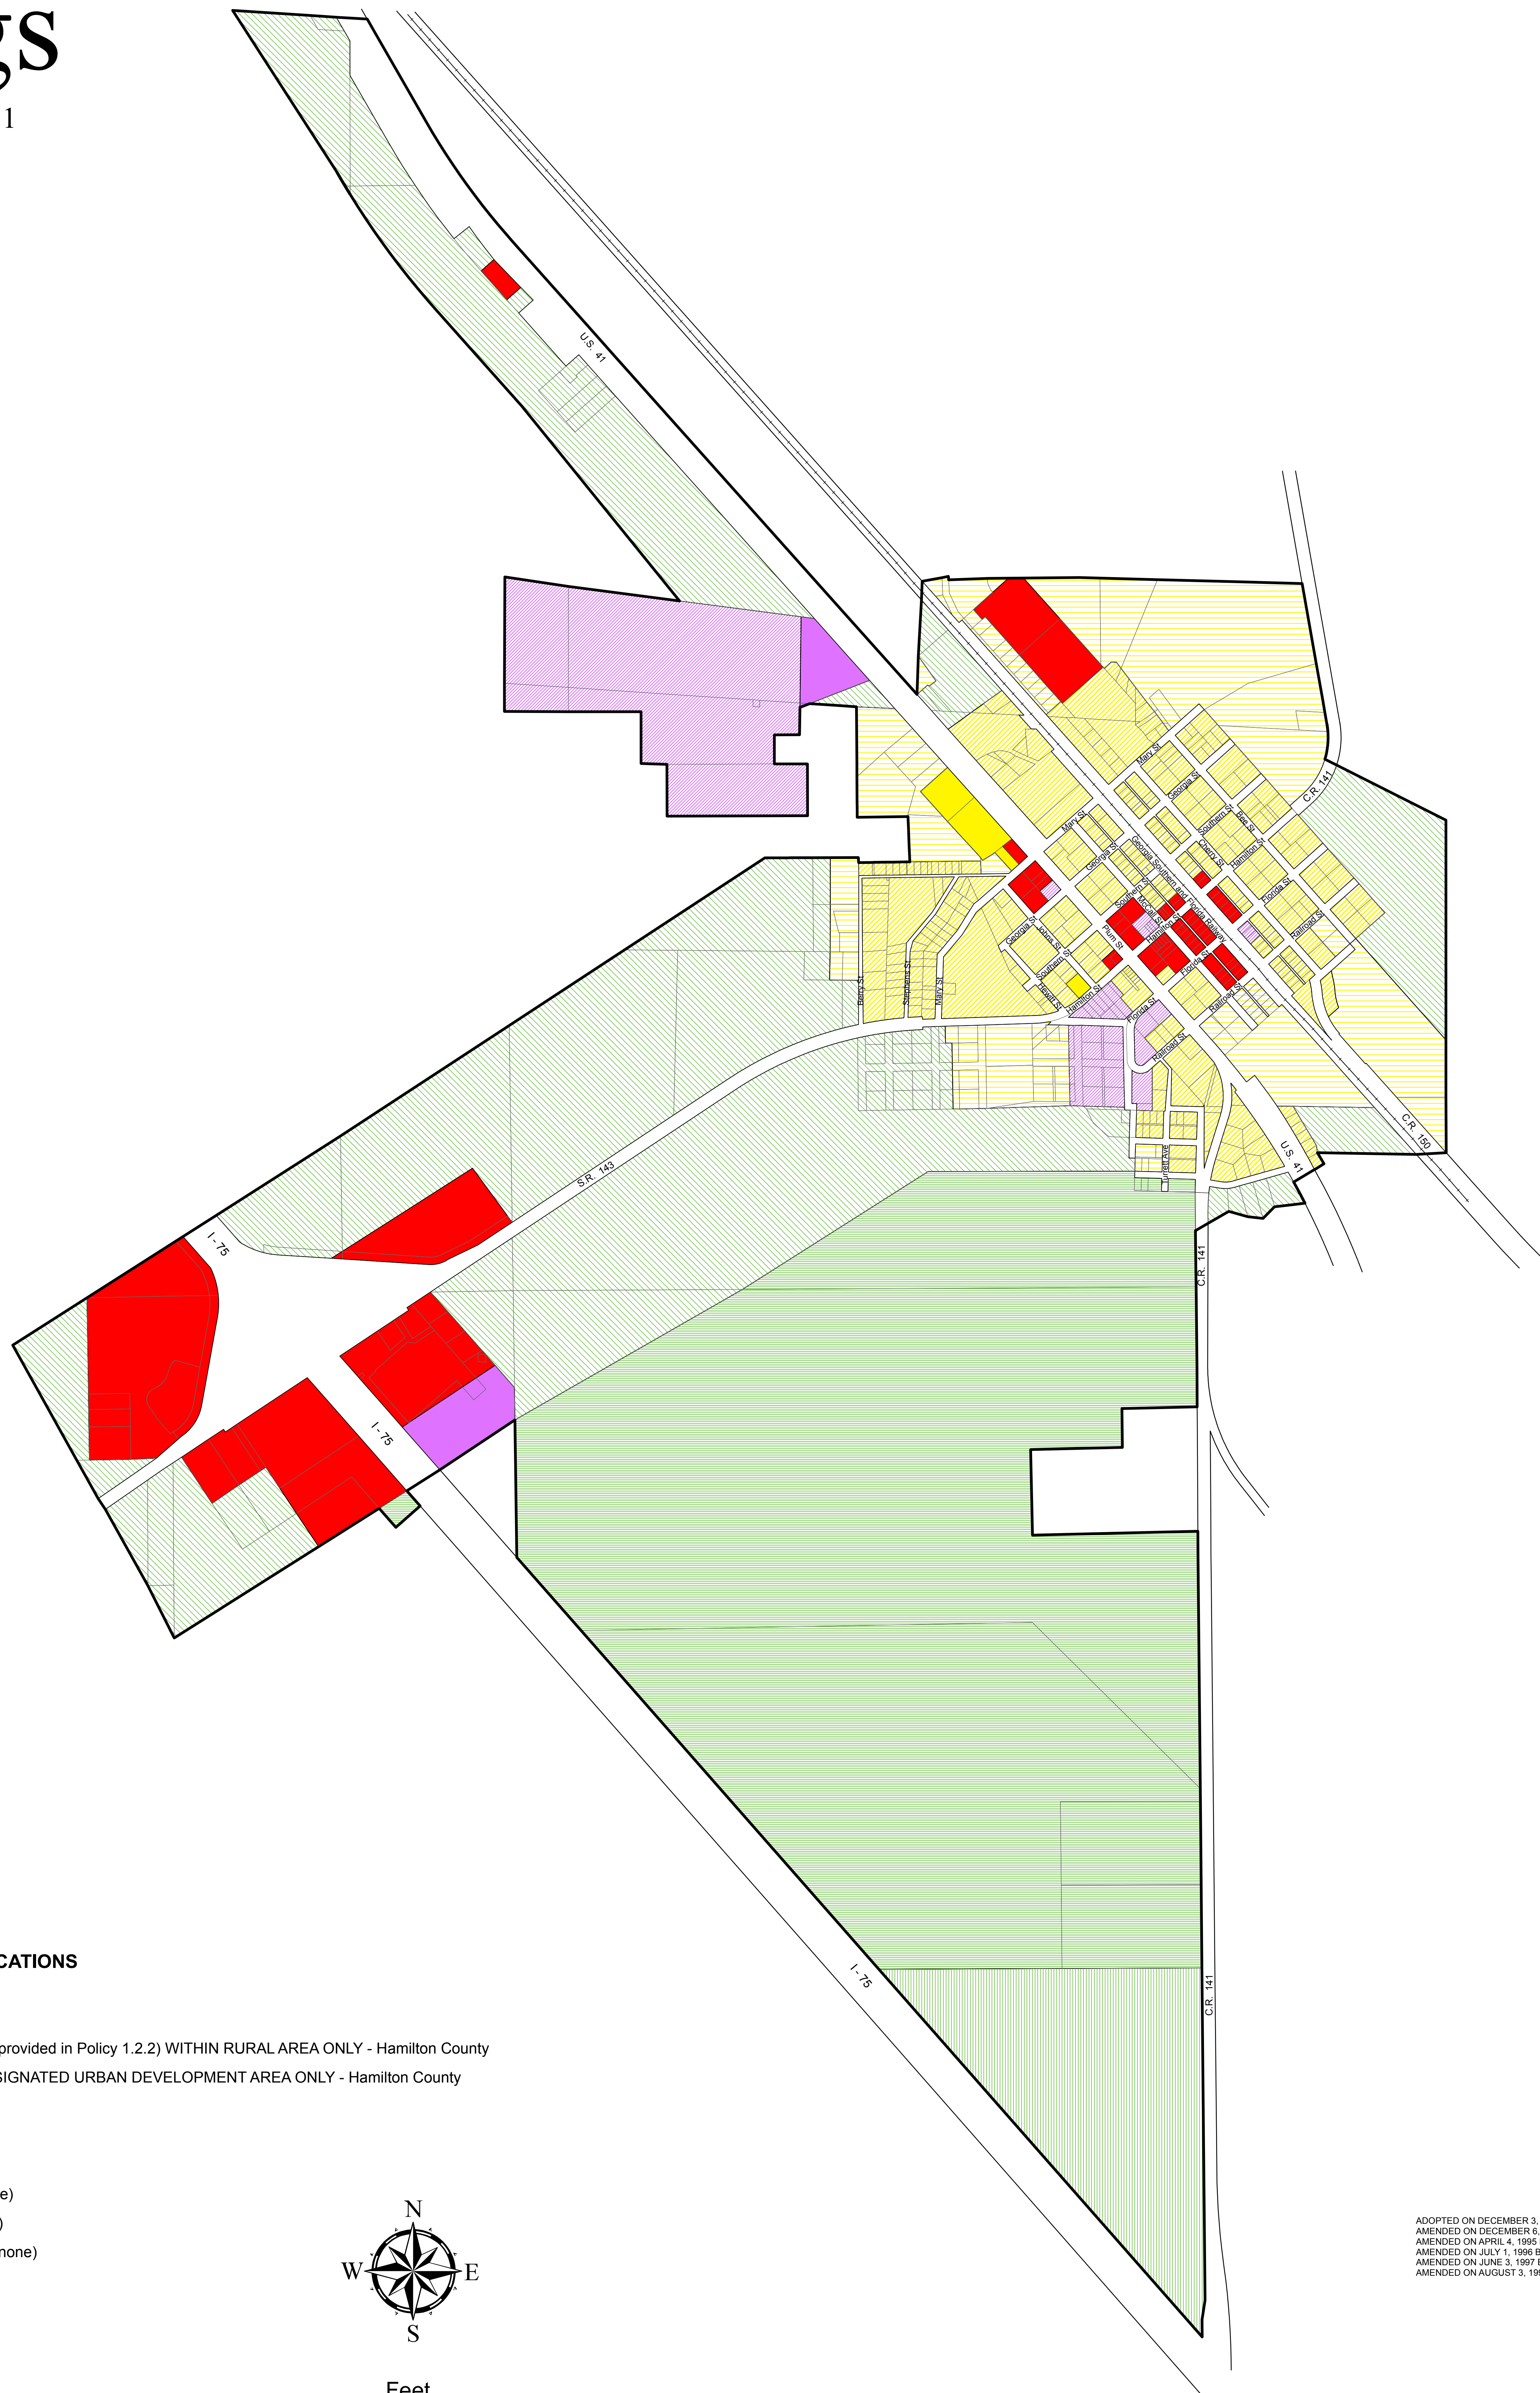 gs
1
U.S. 41
Mary St
Georgia St
Southern St
Bee St
C.R. 141
Cherry St
Hamilton St
Mary St
Georgia St
Georgia Southern and Florida Railway
Florida St
Railroad St
Southern St
McCall St
Hamilton St
Plum St
Florida St
Railroad St
Georgia St
Johns St
Southern St
Hewitt St
Hamilton St
Florida St
Railroad St
Berry St
Stephens St
Mary St
C.R. 150
U.S. 41
Turrett Ave
S.R. 143
I - 75
C.R. 141
I - 75
CATIONS
I - 75
C.R. 141
provided in Policy 1.2.2) WITHIN RURAL AREA ONLY - Hamilton County
SIGNATED URBAN DEVELOPMENT AREA ONLY - Hamilton County
e)
)
none)
N
W
E
S
Feet
ADOPTED ON DECEMBER 3,
AMENDED ON DECEMBER 6,
AMENDED ON APRIL 4, 1995
AMENDED ON JULY 1, 1996 B
AMENDED ON JUNE 3, 1997 B
AMENDED ON AUGUST 3, 199